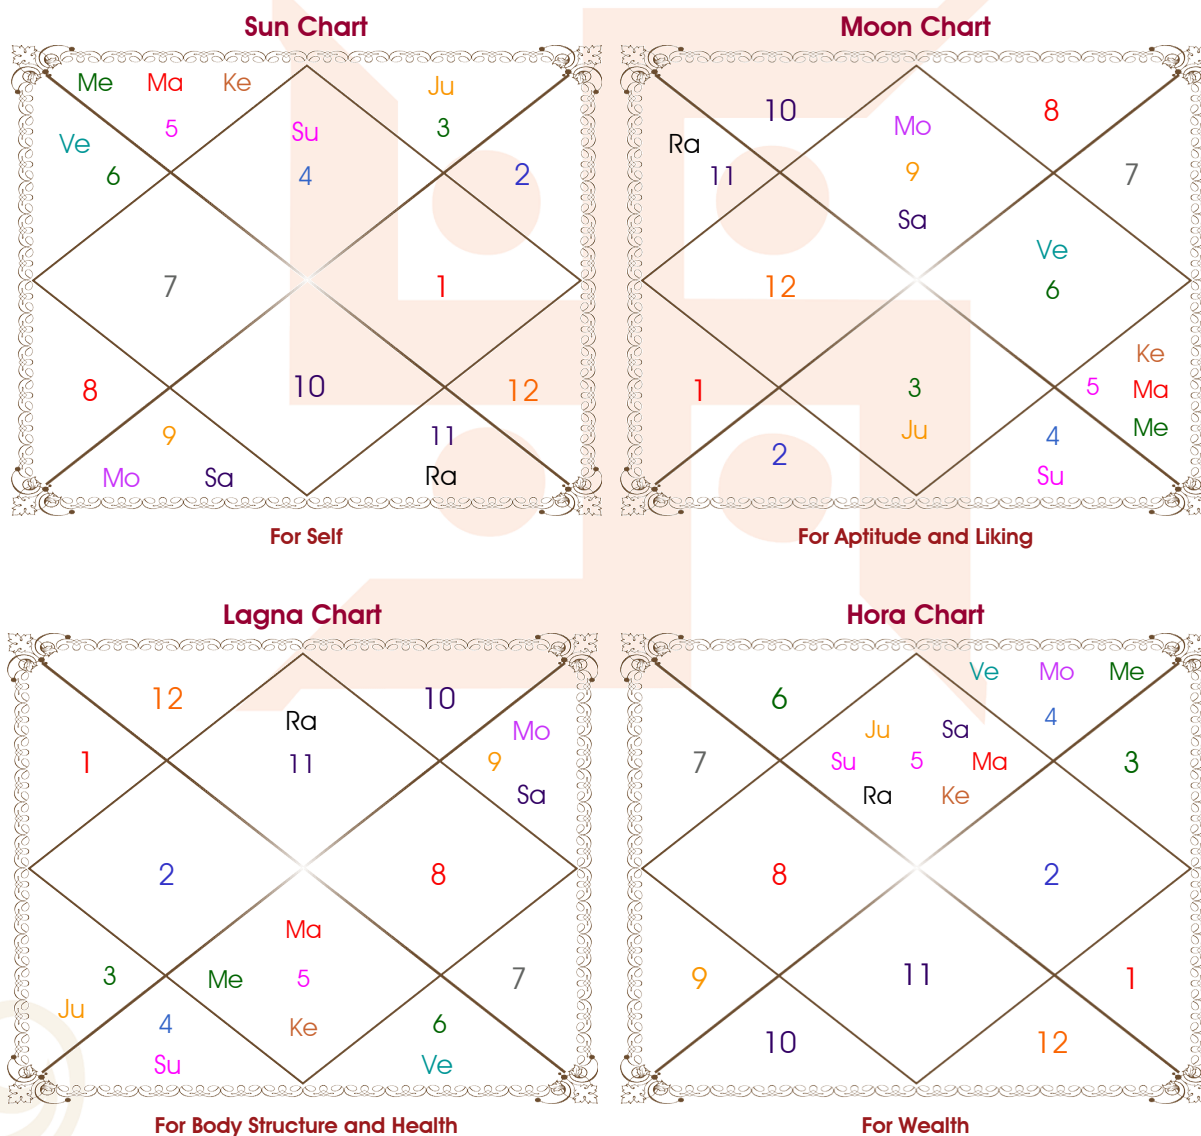 Sun Chart
Me Ma Ke
Ju
5
Su
3
Ve
6
4
2
7
1
8
10
12
9
11
Mo Sa
Ra
For Self
Moon Chart
10
8
Mo
Ra
11
9
7
Sa
Ve
12
6
Ke
1
3
5
Ma
Ju
Me
2
4
Su
For Aptitude and Liking
Lagna Chart
12
10
Ra
Mo
1
11
9
Sa
2
8
Ma
3
Me
5
7
Ju
4
Ke
6
Su
Ve
For Body Structure and Health
Hora Chart
Ve Mo Me
6
4
Ju Sa
7
Su 5 Ma
3
Ra Ke
8
2
9
11
1
10
12
For Wealth